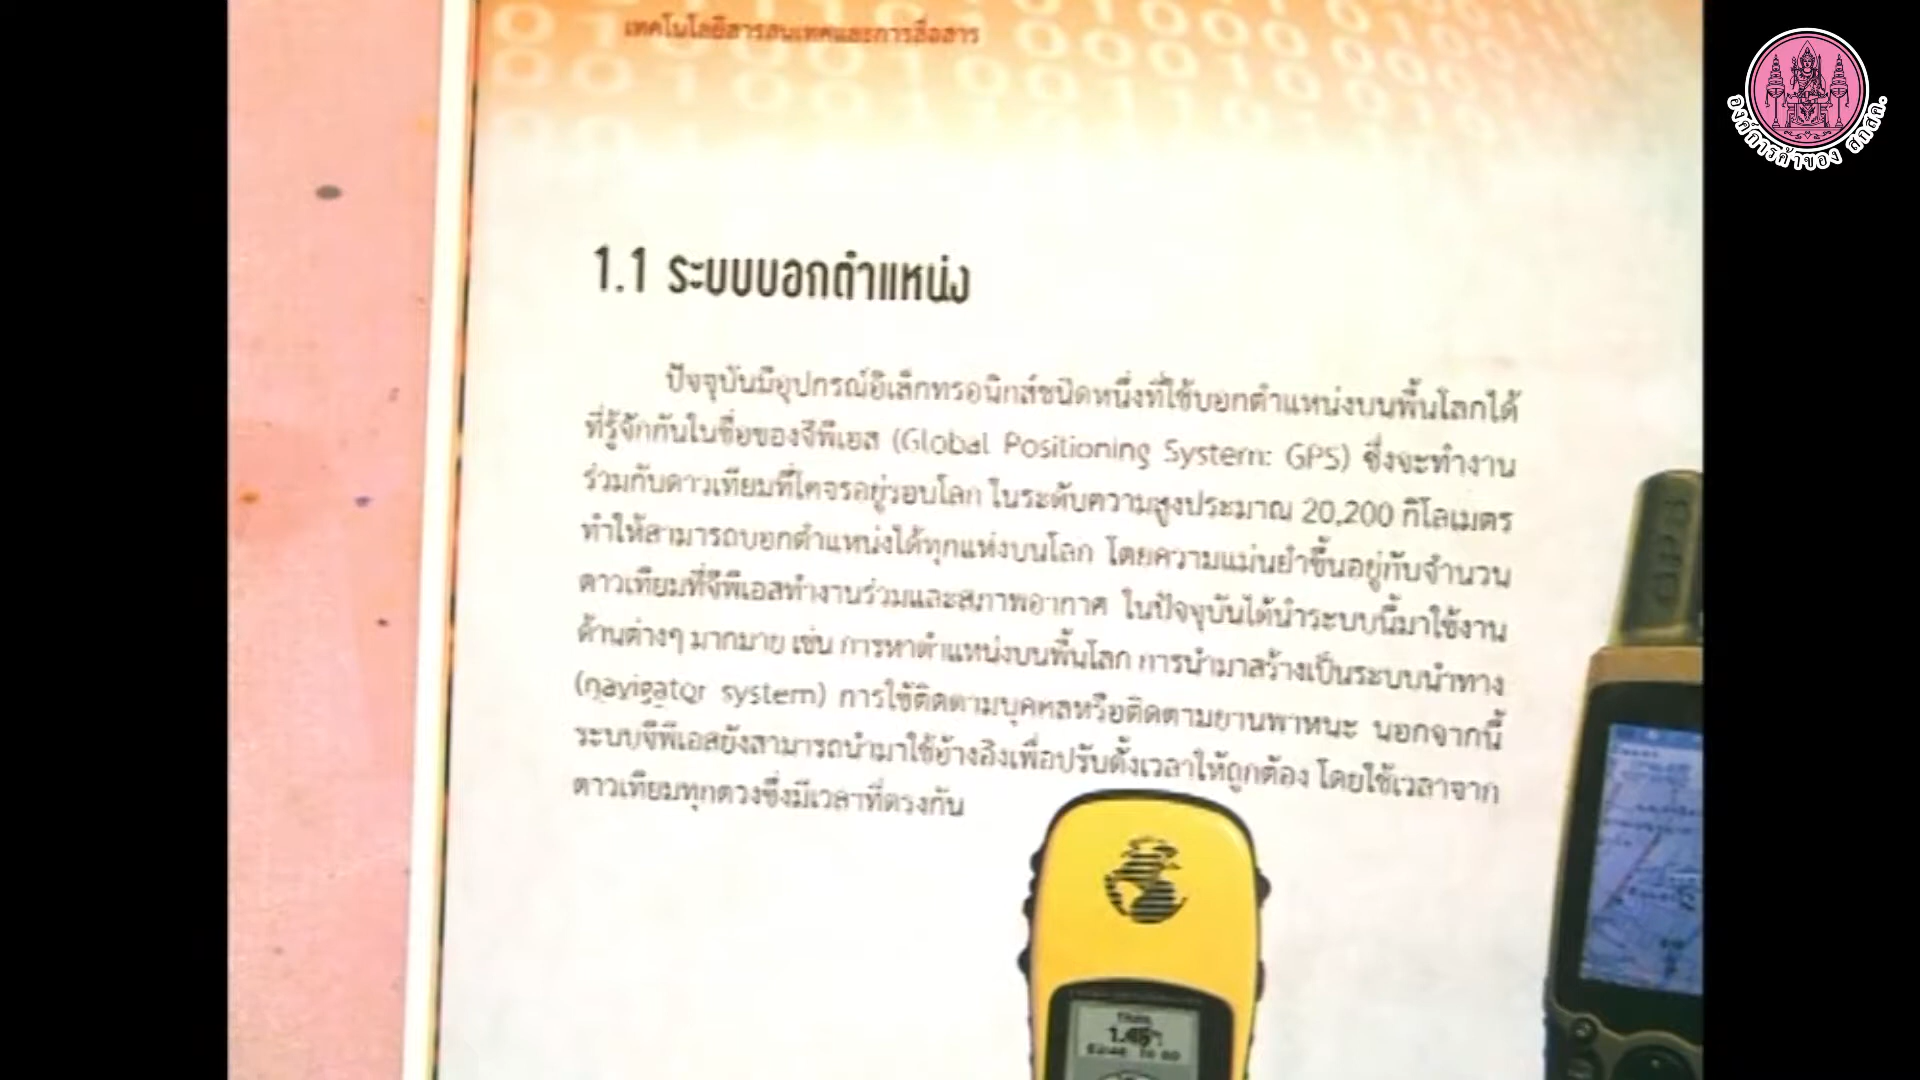 เทคโนโลยีสารสนเทศและการสื่อสาร
องค์การค้าของ สกสค.
1.1 ระบบบอกตำแหน่ง
ปัจจุบันมีอุปกรณ์อิเล็กทรอนิกส์ชนิดหนึ่งที่ใช้บอกตำแหน่งบนพื้นโลกได้
ที่รู้จักกันในชื่อของจีพีเอส (Global Positioning System: GPS) ซึ่งจะทำงาน
ร่วมกับดาวเทียมที่โคจรอยู่รอบโลก ในระดับความสูงประมาณ 20,200 กิโลเมตร
ทำให้สามารถบอกตำแหน่งได้ทุกแห่งบนโลก โดยความแม่นยำขึ้นอยู่กับจำนวน
ดาวเทียมที่จีพีเอสทำงานร่วมและสภาพอากาศ ในปัจจุบันได้นำระบบนี้มาใช้งาน
ด้านต่างๆ มากมาย เช่น การหาตำแหน่งบนพื้นโลก การนำมาสร้างเป็นระบบนำทาง
(navigator system) การใช้ติดตามบุคคลหรือติดตามยานพาหนะ นอกจากนี้
ระบบจีพีเอสยังสามารถนำมาใช้อ้างอิงเพื่อปรับตั้งเวลาให้ถูกต้อง โดยใช้เวลาจาก
ดาวเทียมทุกดวงซึ่งมีเวลาที่ตรงกัน
GPS